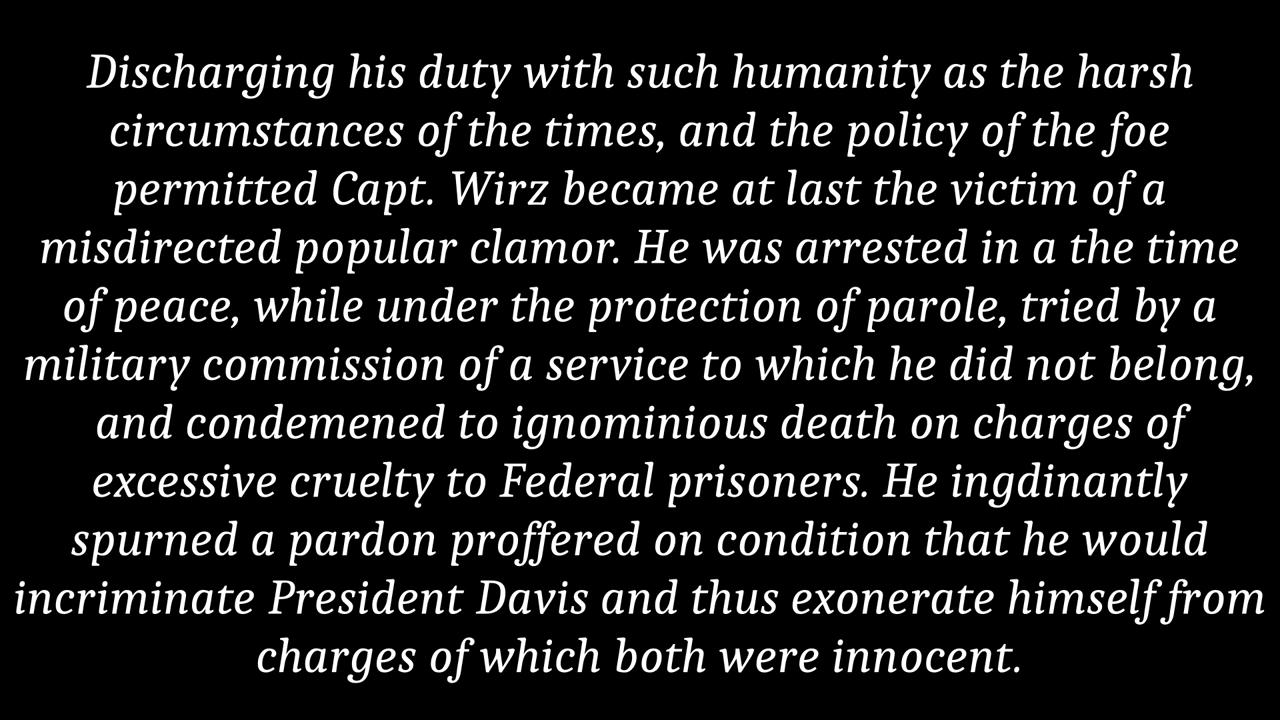 Discharging his duty with such humanity as the harsh
circumstances of the times, and the policy of the foe
permitted Capt. Wirz became at last the victim of a
misdirected popular clamor. He was arrested in a the time
of peace, while under the protection of parole, tried by a
military commission of a service to which he did not belong,
and condemened to ignominious death on charges of
excessive cruelty to Federal prisoners. He ingdinantly
spurned a pardon proffered on condition that he would
incriminate President Davis and thus exonerate himself from
charges of which both were innocent.